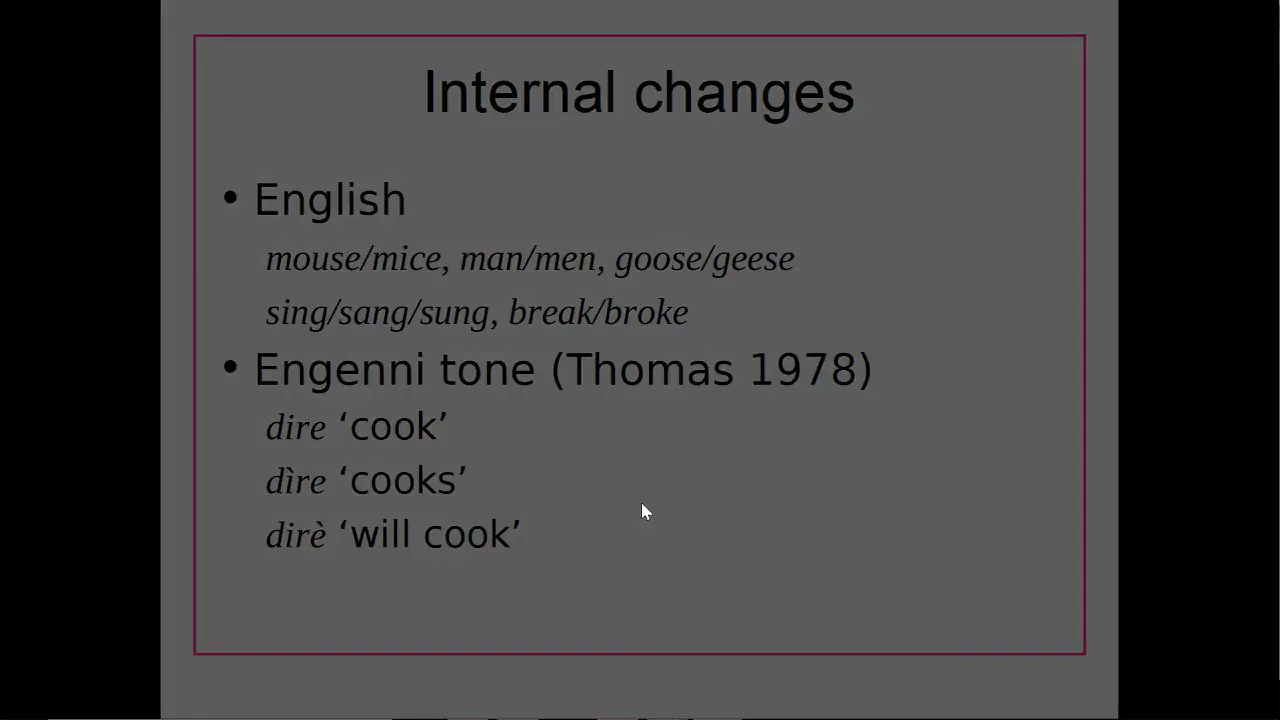 Internal changes
• English
mouse/mice, man/men, goose/geese
sing/sang/sung, break/broke
• Engenni tone (Thomas 1978)
dire ‘cook’
dìre ‘cooks’
dirè ‘will cook’